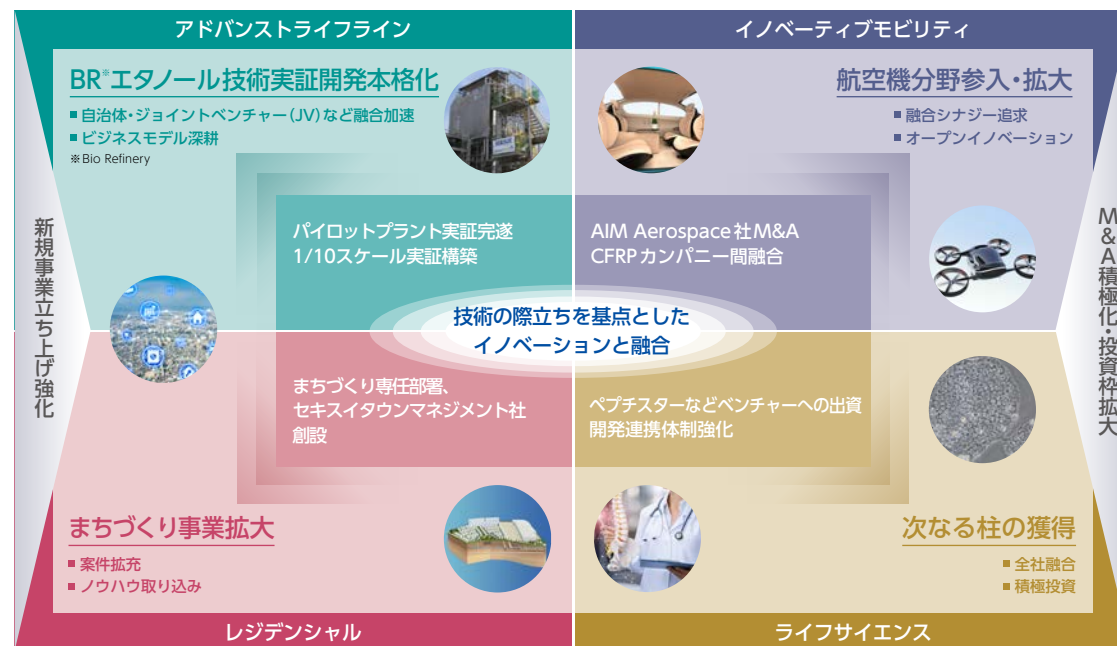 アドバンストライフライン
イノベーティブモビリティ
BR※エタノール技術実証開発本格化
■自治体・ジョイントベンチャー（JV）など融合加速
■ビジネスモデル深耕
※Bio Refinery
航空機分野参入・拡大
■融合シナジー追求
■オープンイノベーション
新規事業立ち上げ強化
パイロットプラント実証完遂
1/10スケール実証構築
AIM Aerospace社M&A
CFRPカンパニー間融合
M&A積極化・投資枠拡大
技術の際立ちを基点とした
イノベーションと融合
まちづくり専任部署、
セキスイタウンマネジメント社
創設
ペプチスターなどベンチャーへの出資
開発連携体制強化
まちづくり事業拡大
■案件拡充
■ノウハウ取り込み
次なる柱の獲得
■全社融合
■積極投資
レジデンシャル
ライフサイエンス